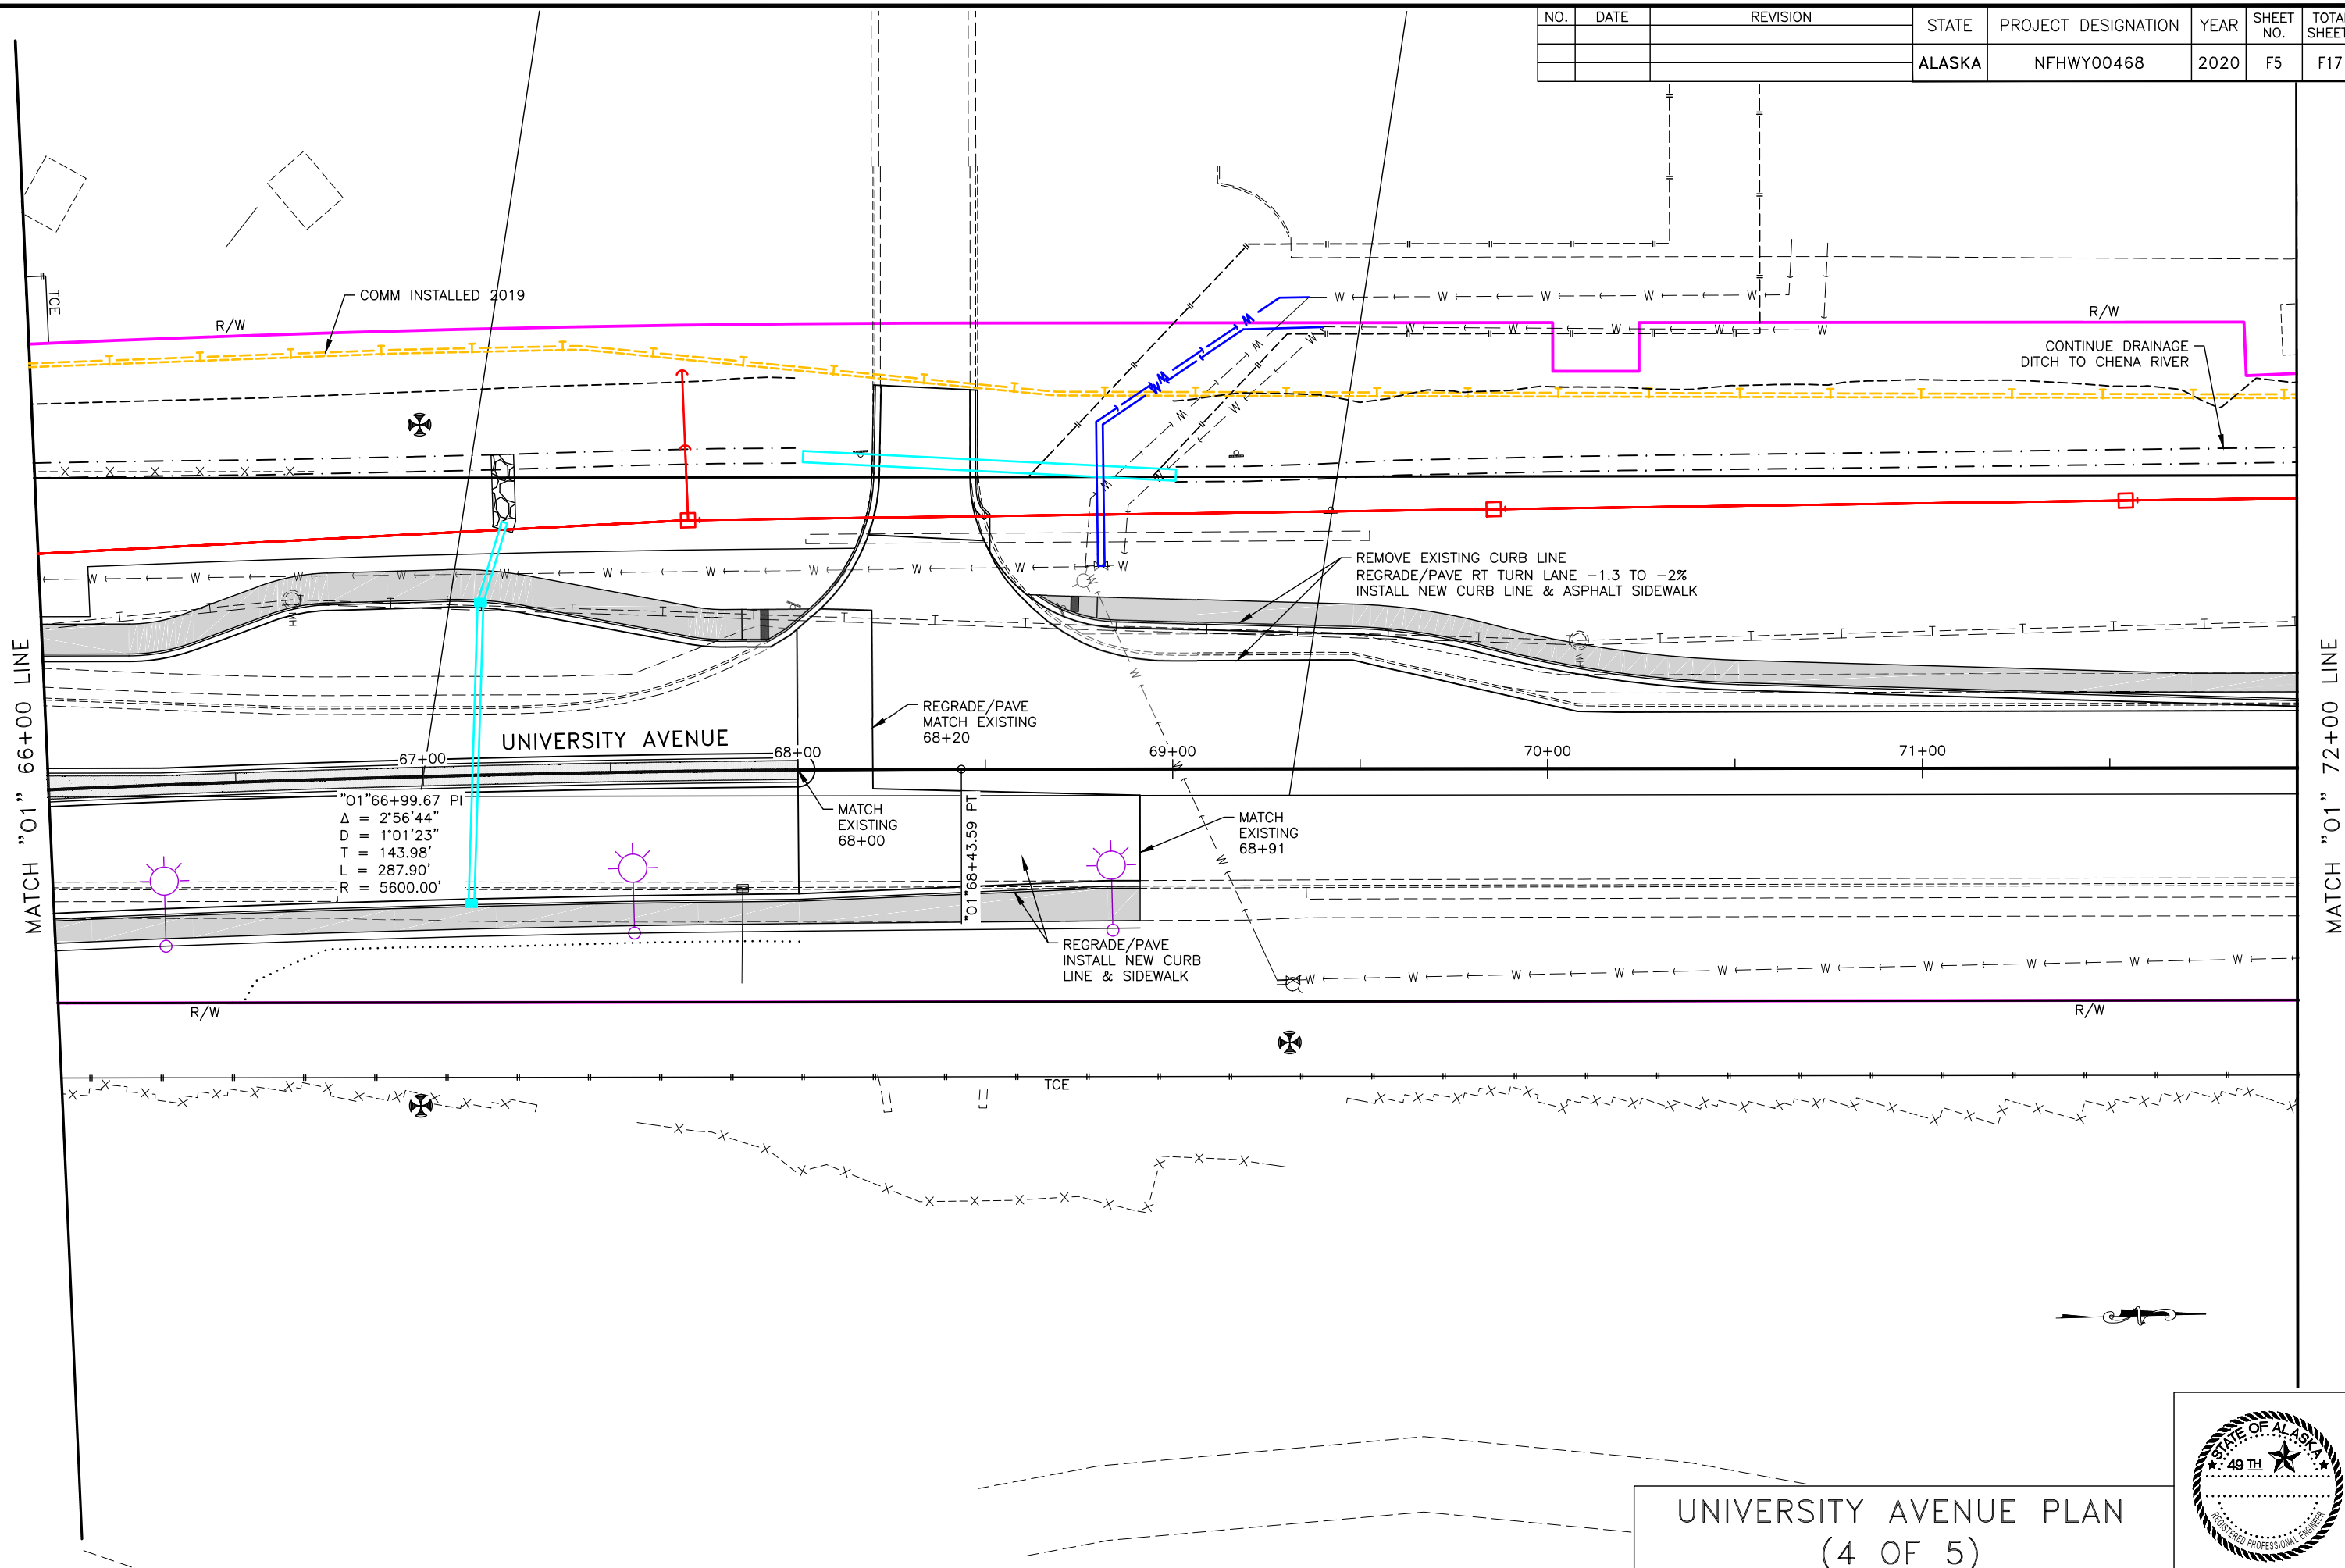 NO. DATE REVISION
STATE PROJECT DESIGNATION YEAR SHEET NO. TOTAL SHEET
ALASKA NFHWY00468 2020 F5 F17
TCE
COMM INSTALLED 2019
R/W
R/W
CONTINUE DRAINAGE
DITCH TO CHENA RIVER
REMOVE EXISTING CURB LINE
REGRADE/PAVE RT TURN LANE -1.3 TO -2%
INSTALL NEW CURB LINE & ASPHALT SIDEWALK
MATCH "01" 66+00 LINE
MATCH "01" 72+00 LINE
REGRADE/PAVE
MATCH EXISTING
68+20
UNIVERSITY AVENUE
67+00
68+00
69+00
70+00
71+00
"01"66+99.67 PI
Δ = 2°56'44"
D = 1°01'23"
T = 143.98'
L = 287.90'
R = 5600.00'
MATCH
EXISTING
68+00
"01"68+43.59 PT
MATCH
EXISTING
68+91
REGRADE/PAVE
INSTALL NEW CURB
LINE & SIDEWALK
R/W
R/W
TCE
MH
MH
STATE OF ALASKA
49 TH
REGISTERED PROFESSIONAL ENGINEER
UNIVERSITY AVENUE PLAN
(4 OF 5)